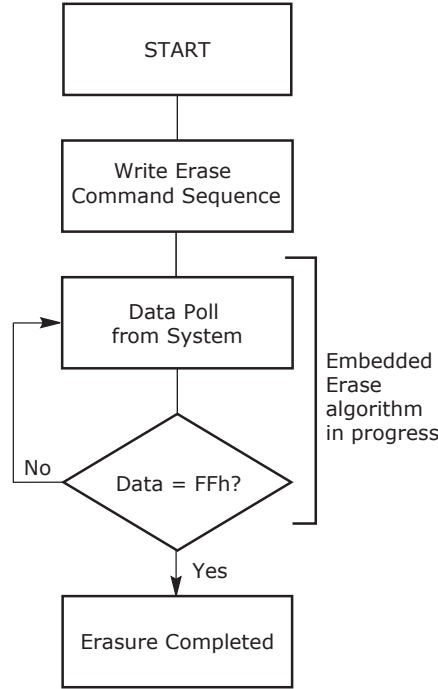 START
Write Erase
Command Sequence
Data Poll
from System
Embedded
Erase
algorithm
in progress
No
Data = FFh?
Yes
Erasure Completed